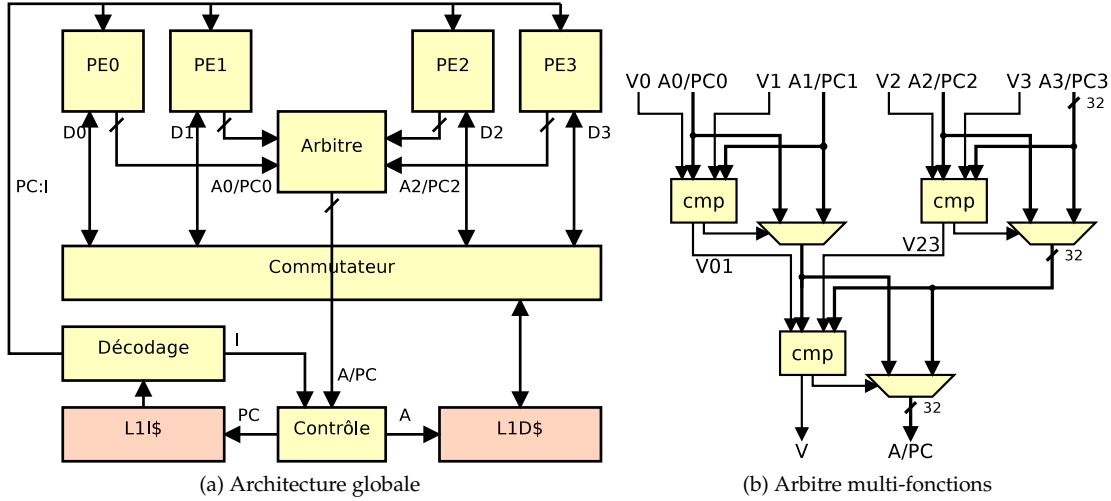 PE0 PE1 PE2 PE3
D0 D1 D2 D3
Arbitre
PC:I A0/PC0 A2/PC2
Commutateur
Décodage I
A/PC
L1I$ PC Contrôle A L1D$
(a) Architecture globale
V0 A0/PC0 V1 A1/PC1 V2 A2/PC2 V3 A3/PC3
32
cmp cmp
V01 V23 32
cmp
32
V A/PC
(b) Arbitre multi-fonctions